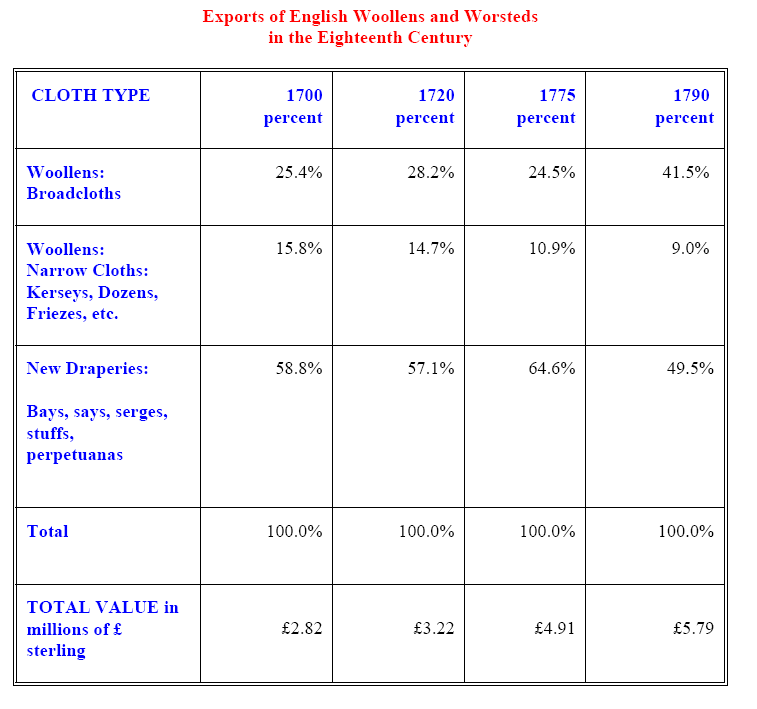 Exports of English Woollens and Worsteds
in the Eighteenth Century
CLOTH TYPE 1700 1720 1775 1790
percent percent percent percent
Woollens: 25.4% 28.2% 24.5% 41.5%
Broadcloths
Woollens: 15.8% 14.7% 10.9% 9.0%
Narrow Cloths:
Kerseys, Dozens,
Friezes, etc.
New Draperies: 58.8% 57.1% 64.6% 49.5%
Bays, says, serges,
stuffs,
perpetuanas
Total 100.0% 100.0% 100.0% 100.0%
TOTAL VALUE in
millions of £ £2.82 £3.22 £4.91 £5.79
sterling